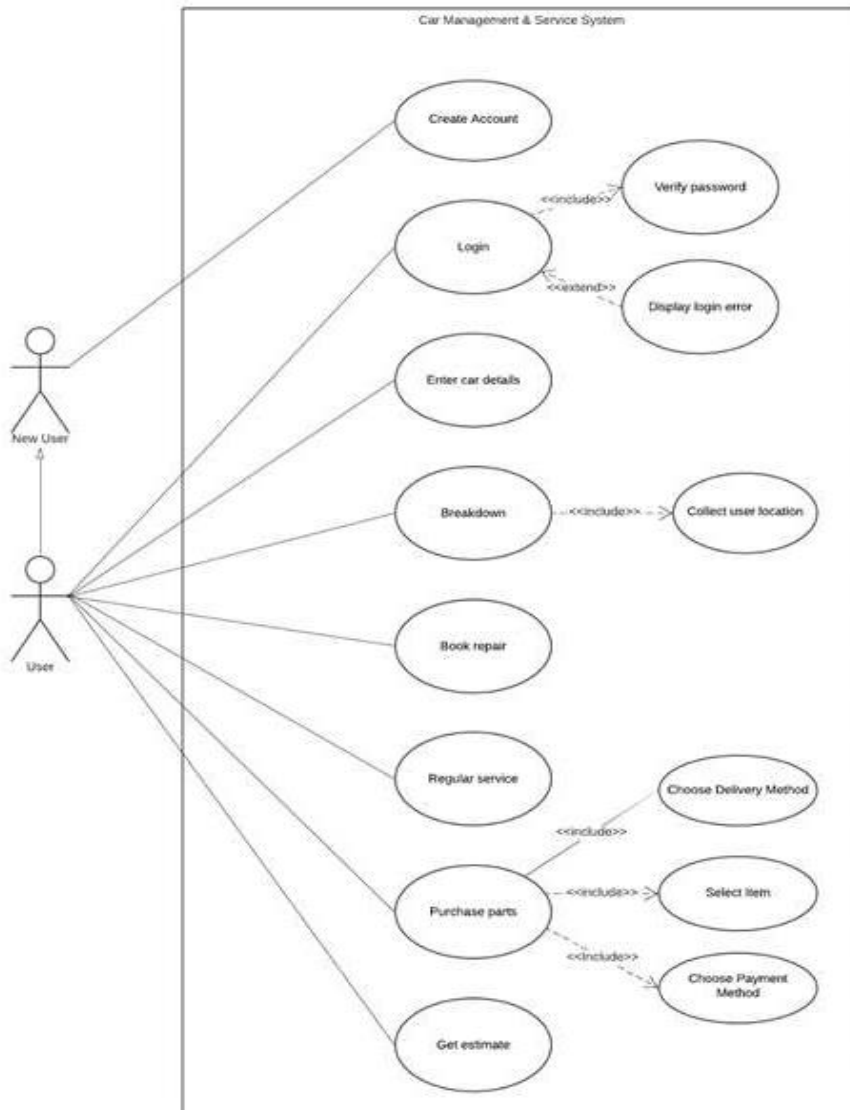 Car Management & Service System
Create Account
Verify password
<<include>>
Login
<<extend>>
Display login error
Enter car details
New User
Breakdown
<<include>>
Collect user location
Book repair
User
Regular service
Choose Delivery Method
<<include>>
Purchase parts
<<include>>
Select Item
<<Include>>
Choose Payment
Method
Get estimate